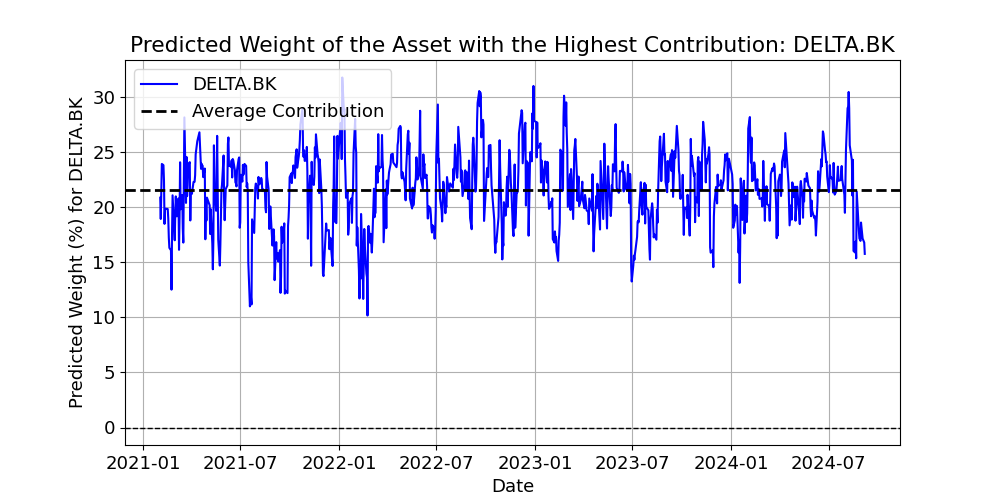 Predicted Weight of the Asset with the Highest Contribution: DELTA.BK
DELTA.BK
Average Contribution
Predicted Weight (%) for DELTA.BK
30
25
20
15
10
5
0
2021-01 2021-07 2022-01 2022-07 2023-01 2023-07 2024-01 2024-07
Date